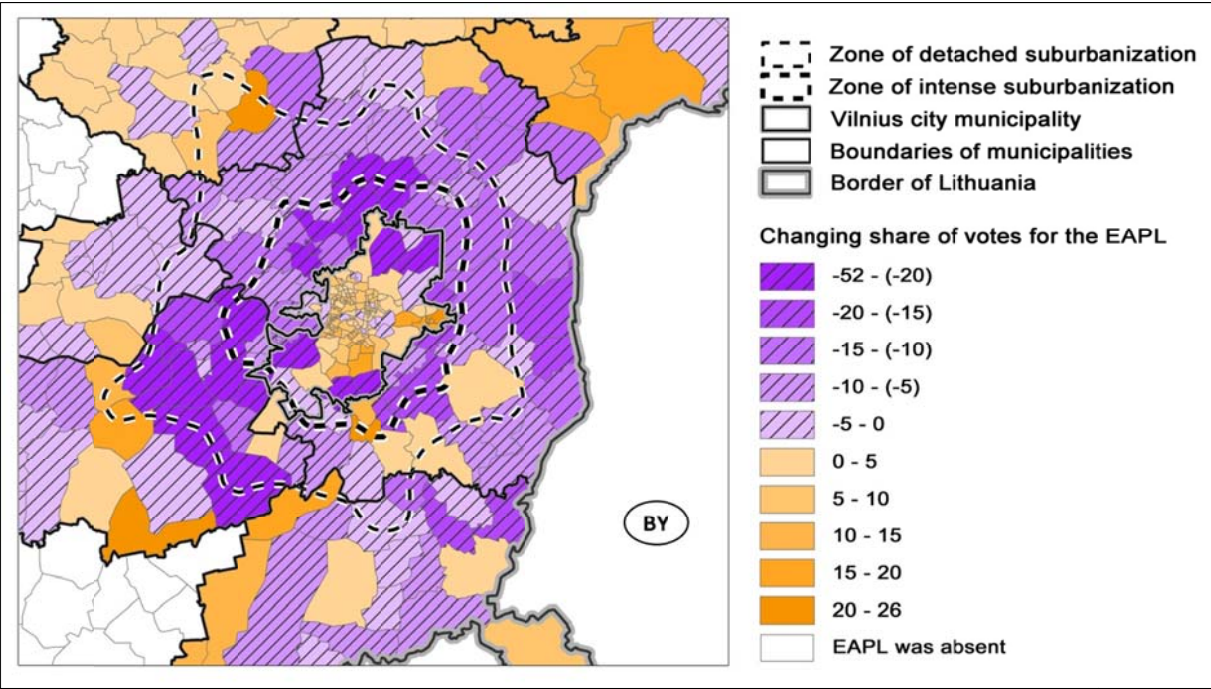 Zone of detached suburbanization
Zone of intense suburbanization
Vilnius city municipality
Boundaries of municipalities
Border of Lithuania
Changing share of votes for the EAPL
-52 - (-20)
-20 - (-15)
-15 - (-10)
-10 - (-5)
-5 - 0
0 - 5
5 - 10
10 - 15
15 - 20
20 - 26
EAPL was absent
BY